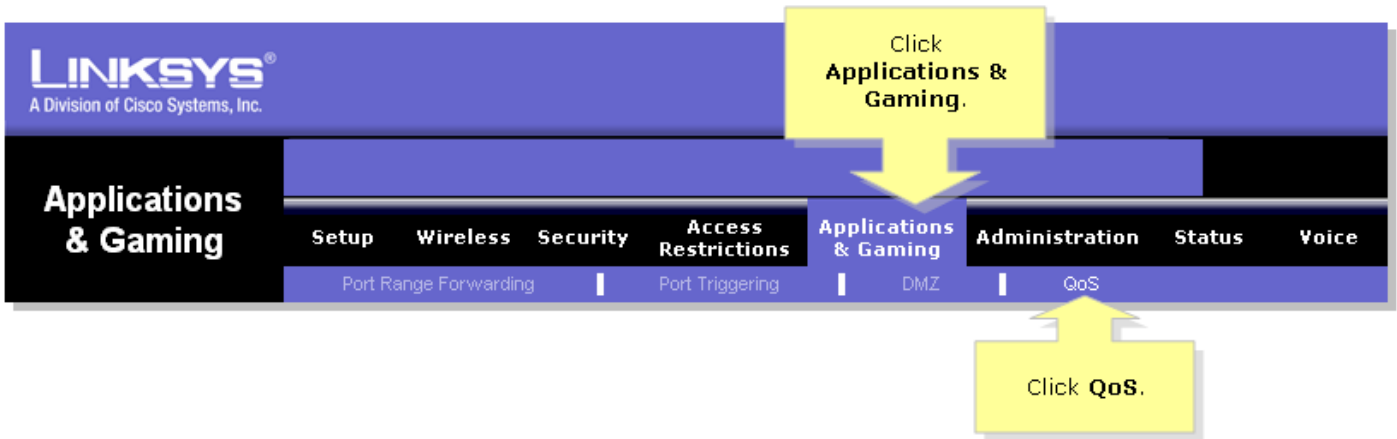 Click
Applications &
Gaming.
LINKSYS®
A Division of Cisco Systems, Inc.
Applications
& Gaming
Setup Wireless Security Access Restrictions Applications & Gaming Administration Status Voice
Port Range Forwarding Port Triggering DMZ QoS
Click QoS.